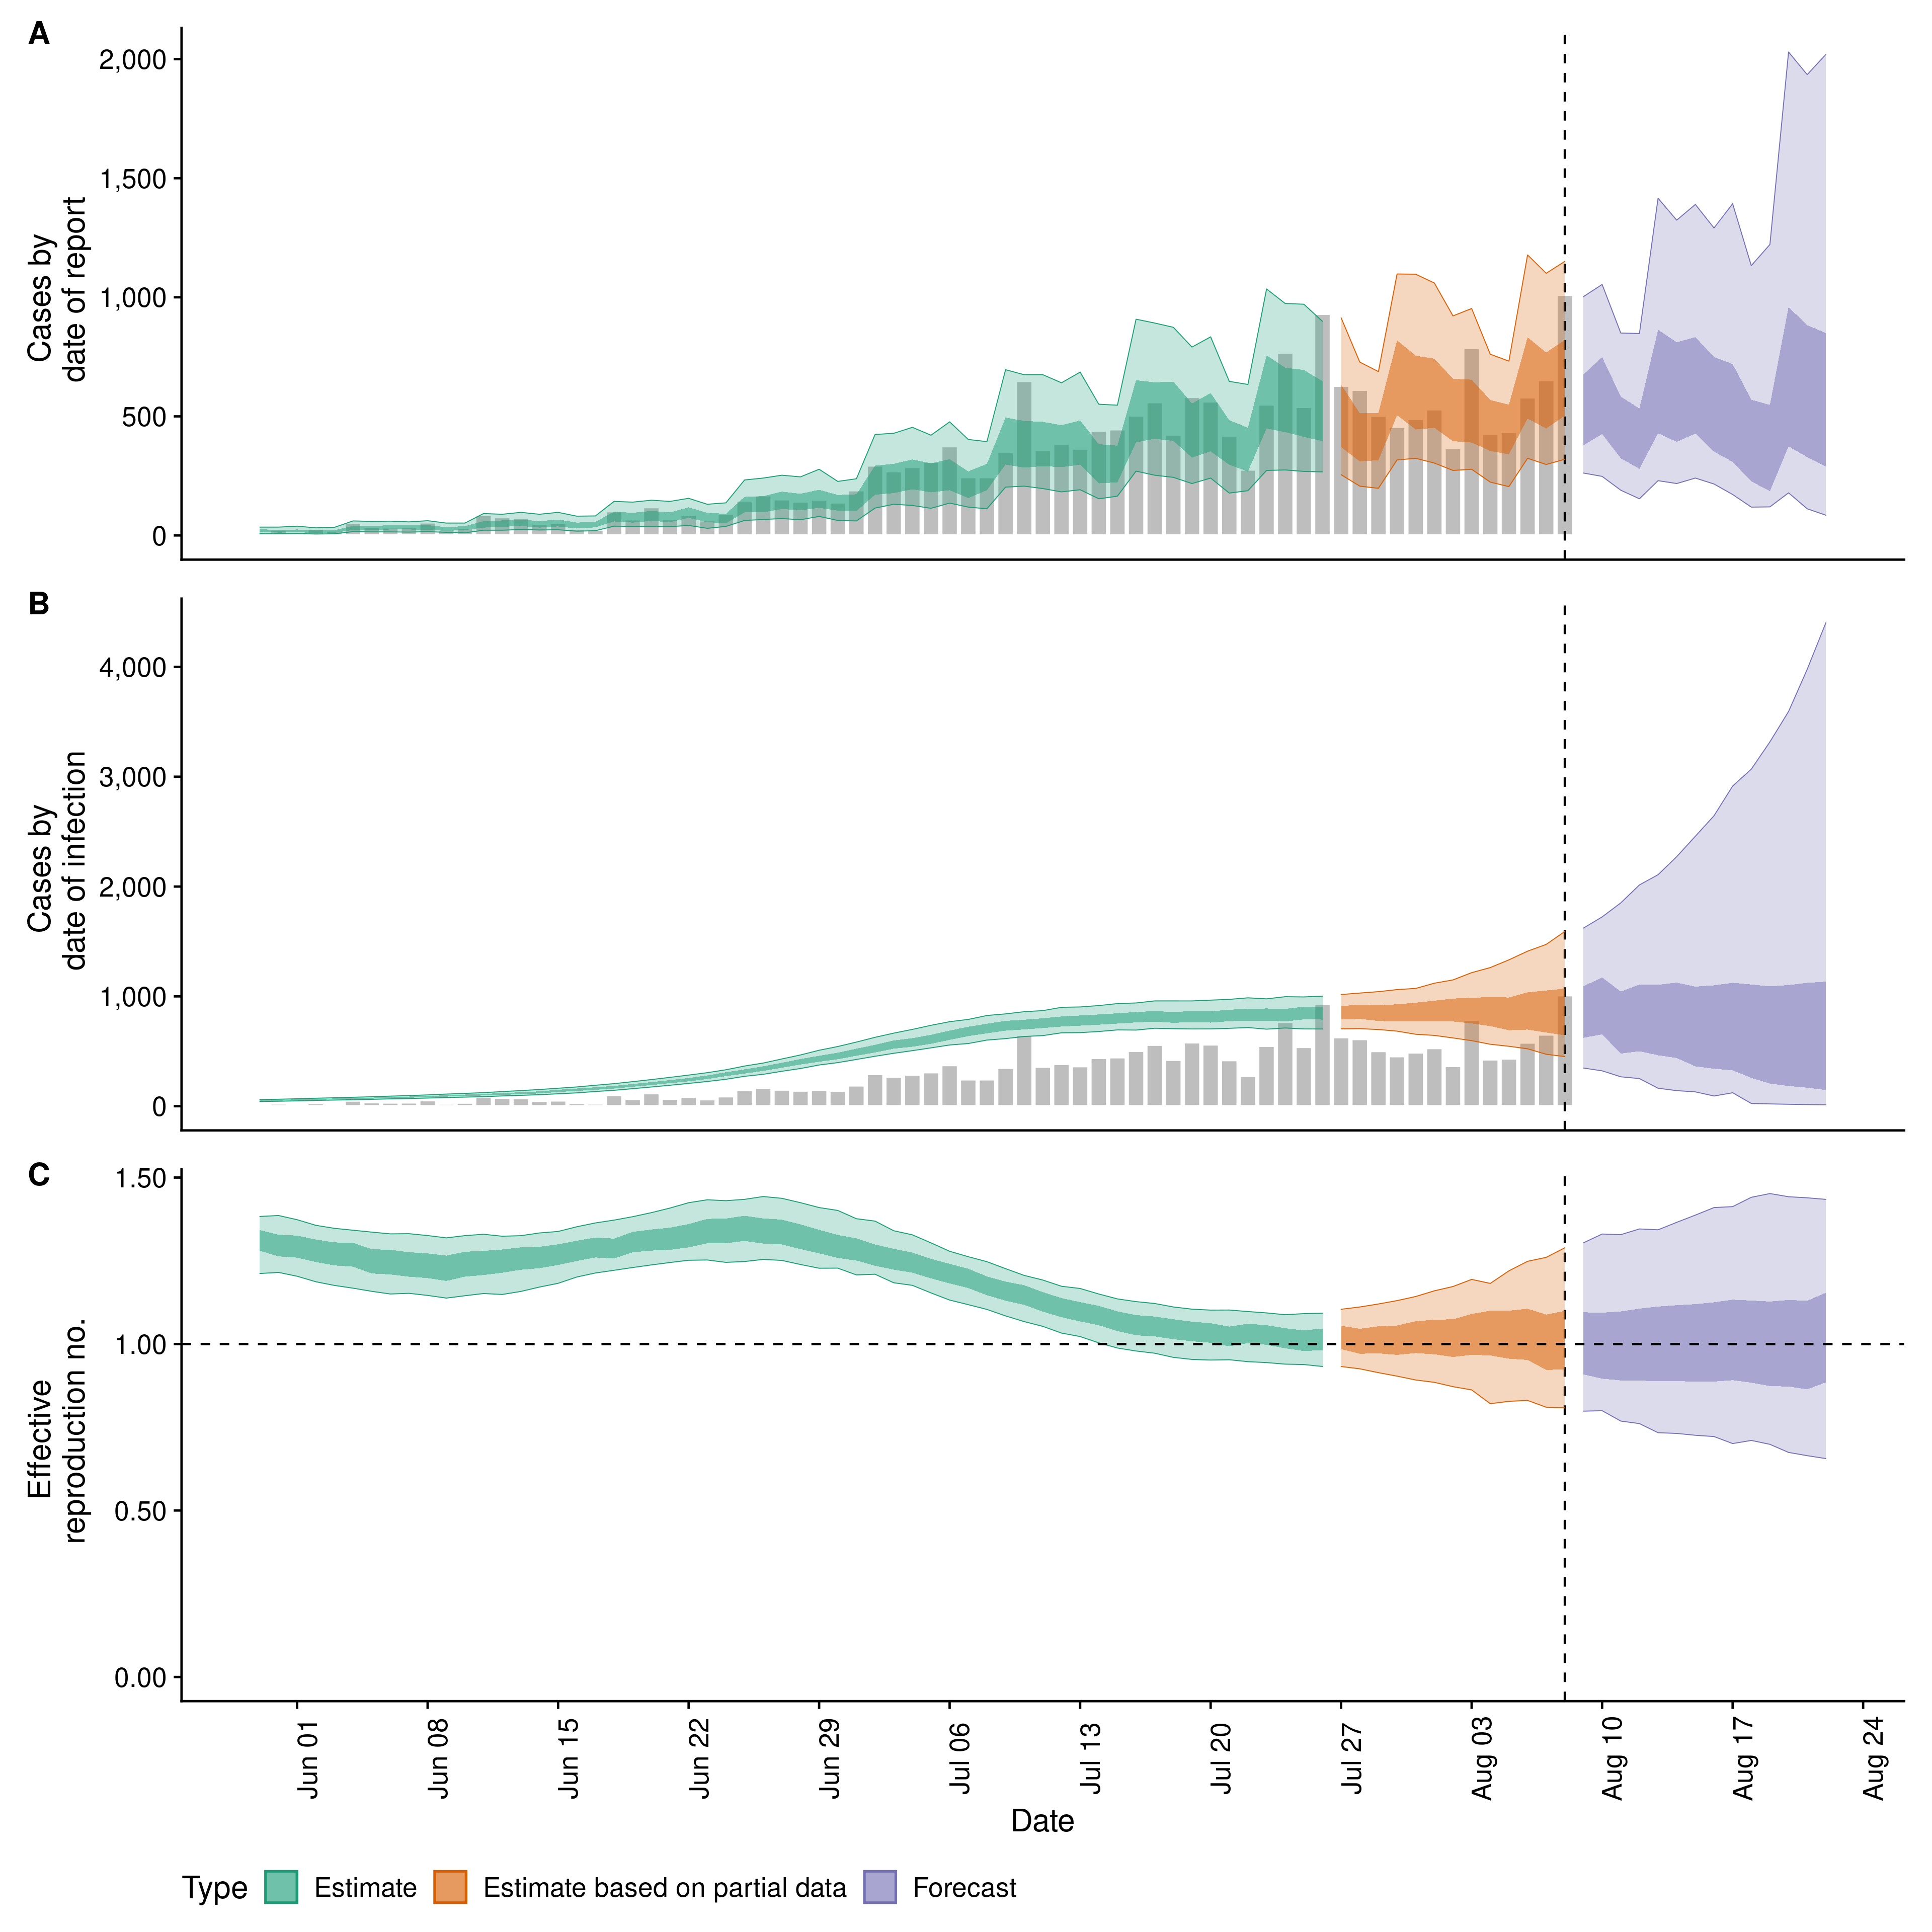 A
Cases by
date of report
2,000
1,500
1,000
500
0
B
Cases by
date of infection
4,000
3,000
2,000
1,000
0
C
Effective
reproduction no.
1.50
1.00
0.50
0.00
Jun 01
Jun 08
Jun 15
Jun 22
Jun 29
Jul 06
Jul 13
Jul 20
Jul 27
Aug 03
Aug 10
Aug 17
Aug 24
Date
Type Estimate Estimate based on partial data Forecast